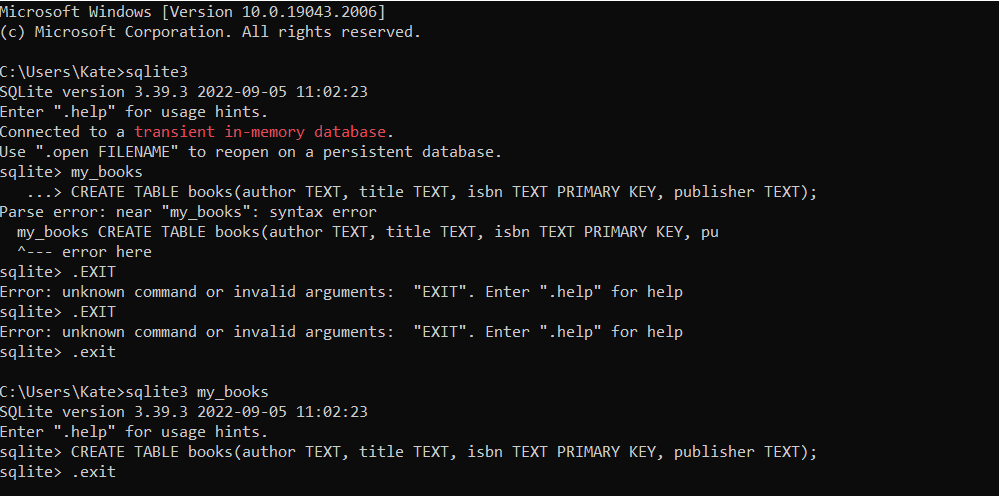 Microsoft Windows [Version 10.0.19043.2006]
(c) Microsoft Corporation. All rights reserved.
C:\Users\Kate>sqlite3
SQLite version 3.39.3 2022-09-05 11:02:23
Enter ".help" for usage hints.
Connected to a transient in-memory database.
Use ".open FILENAME" to reopen on a persistent database.
sqlite> my_books
   ...> CREATE TABLE books(author TEXT, title TEXT, isbn TEXT PRIMARY KEY, publisher TEXT);
Parse error: near "my_books": syntax error
  my_books CREATE TABLE books(author TEXT, title TEXT, isbn TEXT PRIMARY KEY, pu
  ^--- error here
sqlite> .EXIT
Error: unknown command or invalid arguments:  "EXIT". Enter ".help" for help
sqlite> .EXIT
Error: unknown command or invalid arguments:  "EXIT". Enter ".help" for help
sqlite> .exit
C:\Users\Kate>sqlite3 my_books
SQLite version 3.39.3 2022-09-05 11:02:23
Enter ".help" for usage hints.
sqlite> CREATE TABLE books(author TEXT, title TEXT, isbn TEXT PRIMARY KEY, publisher TEXT);
sqlite> .exit